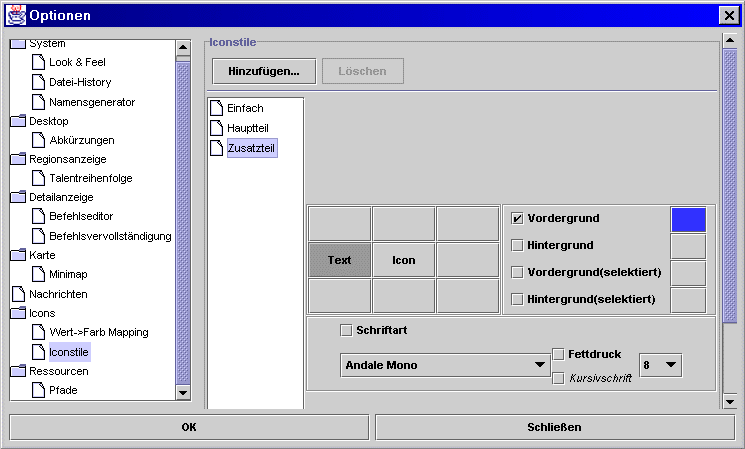 Optionen
System
Look & Feel
Datei-History
Namensgenerator
Desktop
Abkürzungen
Regionsanzeige
Talentreihenfolge
Detailanzeige
Befehlseditor
Befehlsvervollständigung
Karte
Minimap
Nachrichten
Icons
Wert->Farb Mapping
Iconstile
Ressourcen
Pfade
Iconstile
Hinzufügen... Löschen
Einfach
Hauptteil
Zusatzteil
Text Icon
Vordergrund
Hintergrund
Vordergrund(selektiert)
Hintergrund(selektiert)
Schriftart
Andale Mono
Fettdruck
Kursivschrift
8
OK Schließen